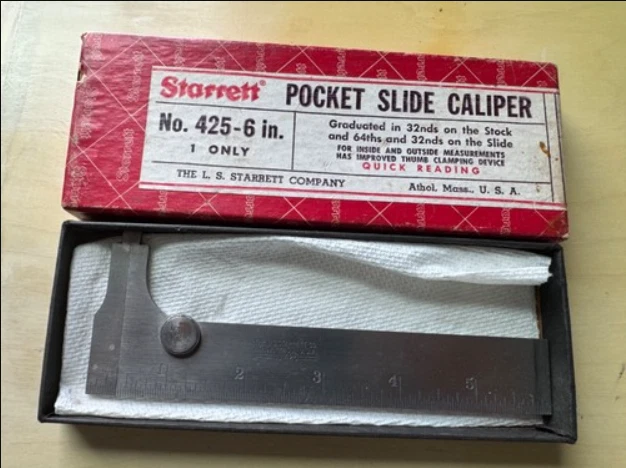 Starrett®
POCKET SLIDE CALIPER
No. 425-6 in.
1 ONLY
Graduated in 32nds on the Stock
and 64ths and 32nds on the Slide
FOR INSIDE AND OUTSIDE MEASUREMENTS
HAS IMPROVED THUMB CLAMPING DEVICE
QUICK READING
THE L. S. STARRETT COMPANY
Athol, Mass., U. S. A.
1 2 3 4 5